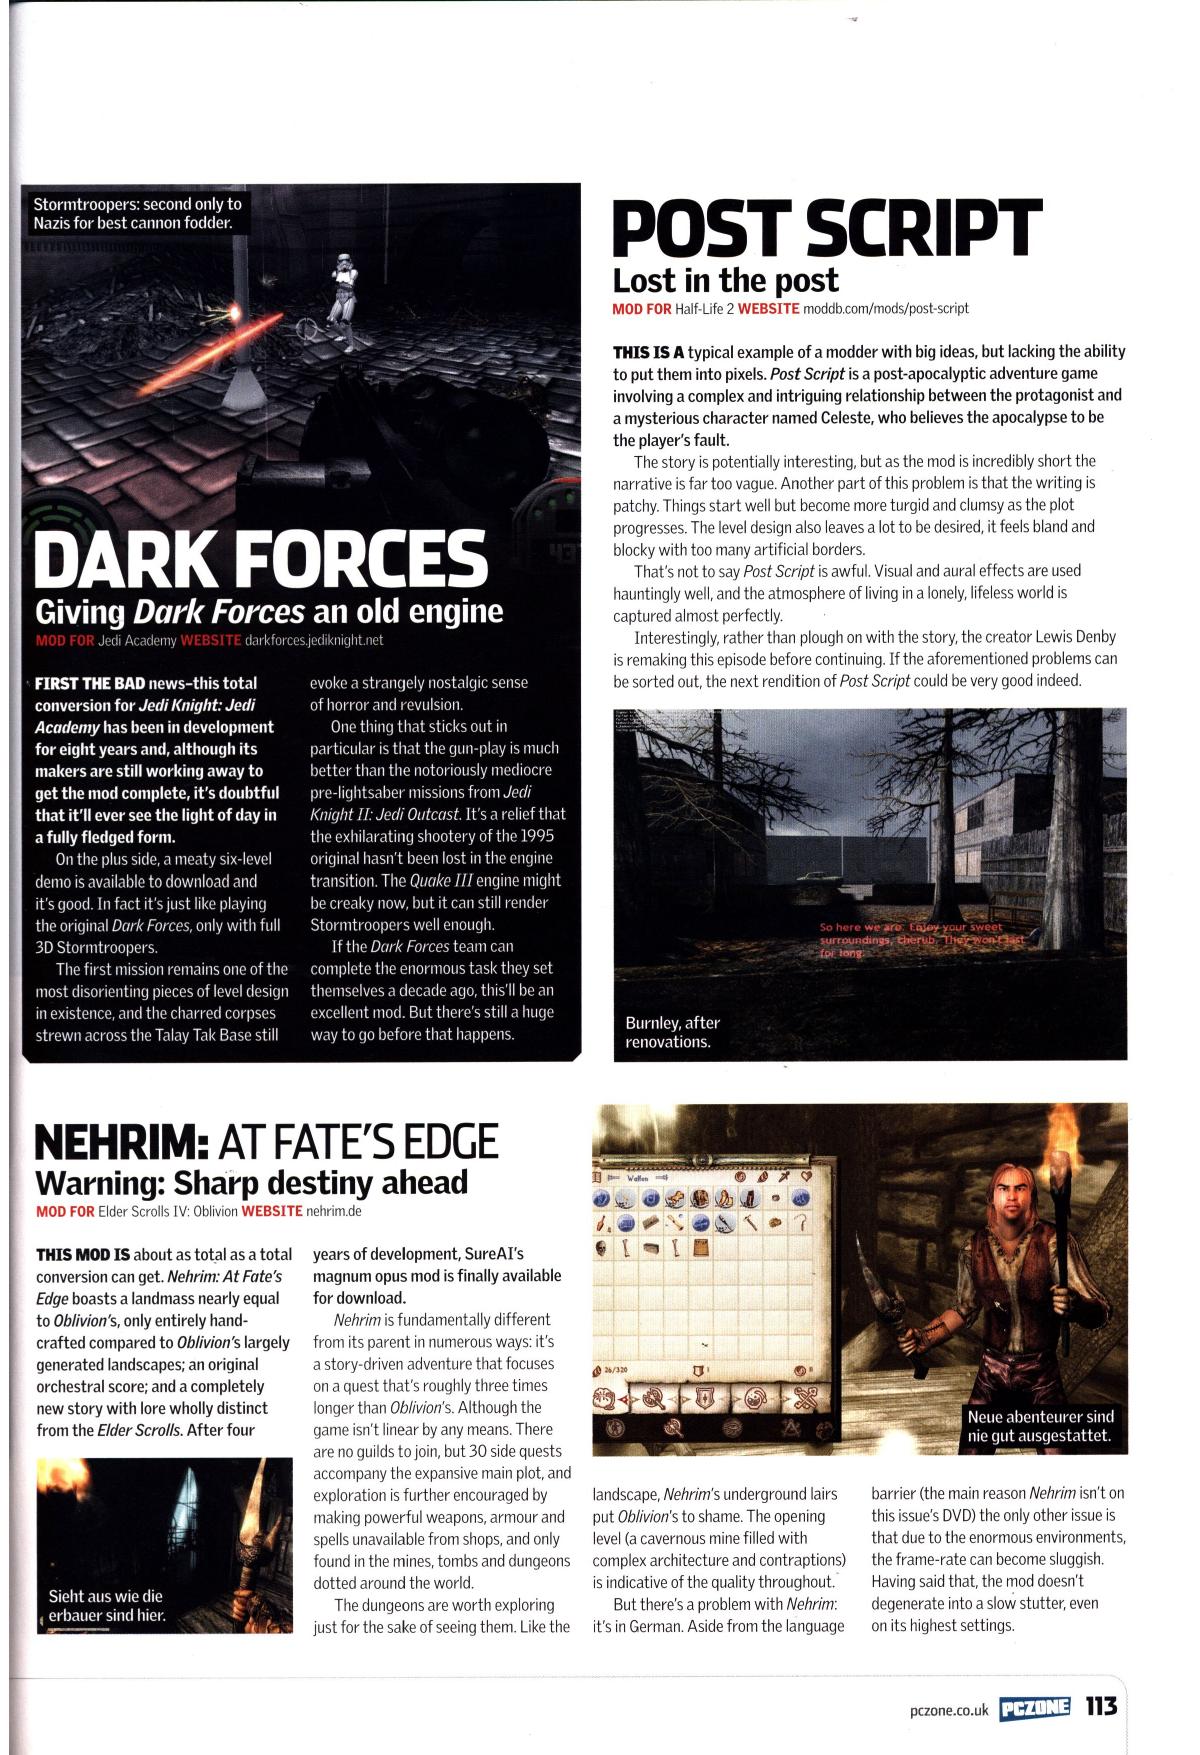 Stormtroopers: second only to
Nazis for best cannon fodder.
DARK FORCES
Giving Dark Forces an old engine
MOD FOR Jedi Academy WEBSITE darkforces.jediknight.net
FIRST THE BAD news–this total
conversion for Jedi Knight: Jedi
Academy has been in development
for eight years and, although its
makers are still working away to
get the mod complete, it's doubtful
that it'll ever see the light of day in
a fully fledged form.
On the plus side, a meaty six-level
demo is available to download and
it's good. In fact it's just like playing
the original Dark Forces, only with full
3D Stormtroopers.
The first mission remains one of the
most disorienting pieces of level design
in existence, and the charred corpses
strewn across the Talay Tak Base still
evoke a strangely nostalgic sense
of horror and revulsion.
One thing that sticks out in
particular is that the gun-play is much
better than the notoriously mediocre
pre-lightsaber missions from Jedi
Knight II: Jedi Outcast. It's a relief that
the exhilarating shootery of the 1995
original hasn't been lost in the engine
transition. The Quake III engine might
be creaky now, but it can still render
Stormtroopers well enough.
If the Dark Forces team can
complete the enormous task they set
themselves a decade ago, this'll be an
excellent mod. But there's still a huge
way to go before that happens.
POST SCRIPT
Lost in the post
MOD FOR Half-Life 2 WEBSITE moddb.com/mods/post-script
THIS IS A typical example of a modder with big ideas, but lacking the ability
to put them into pixels. Post Script is a post-apocalyptic adventure game
involving a complex and intriguing relationship between the protagonist and
a mysterious character named Celeste, who believes the apocalypse to be
the player's fault.
The story is potentially interesting, but as the mod is incredibly short the
narrative is far too vague. Another part of this problem is that the writing is
patchy. Things start well but become more turgid and clumsy as the plot
progresses. The level design also leaves a lot to be desired, it feels bland and
blocky with too many artificial borders.
That's not to say Post Script is awful. Visual and aural effects are used
hauntingly well, and the atmosphere of living in a lonely, lifeless world is
captured almost perfectly.
Interestingly, rather than plough on with the story, the creator Lewis Denby
is remaking this episode before continuing. If the aforementioned problems can
be sorted out, the next rendition of Post Script could be very good indeed.
So here we are. Enjoy your sweet
surroundings, cherub. They won't last
for long.
Burnley, after
renovations.
NEHRIM: AT FATE'S EDGE
Warning: Sharp destiny ahead
MOD FOR Elder Scrolls IV: Oblivion WEBSITE nehrim.de
THIS MOD IS about as total as a total
conversion can get. Nehrim: At Fate's
Edge boasts a landmass nearly equal
to Oblivion's, only entirely hand-
crafted compared to Oblivion's largely
generated landscapes; an original
orchestral score; and a completely
new story with lore wholly distinct
from the Elder Scrolls. After four
Sieht aus wie die
erbauer sind hier.
years of development, SureAI's
magnum opus mod is finally available
for download.
Nehrim is fundamentally different
from its parent in numerous ways: it's
a story-driven adventure that focuses
on a quest that's roughly three times
longer than Oblivion's. Although the
game isn't linear by any means. There
are no guilds to join, but 30 side quests
accompany the expansive main plot, and
exploration is further encouraged by
making powerful weapons, armour and
spells unavailable from shops, and only
found in the mines, tombs and dungeons
dotted around the world.
The dungeons are worth exploring
just for the sake of seeing them. Like the
Waffen
26/320
Neue abenteurer sind
nie gut ausgestattet.
landscape, Nehrim's underground lairs
put Oblivion's to shame. The opening
level (a cavernous mine filled with
complex architecture and contraptions)
is indicative of the quality throughout.
But there's a problem with Nehrim:
it's in German. Aside from the language
barrier (the main reason Nehrim isn't on
this issue's DVD) the only other issue is
that due to the enormous environments,
the frame-rate can become sluggish.
Having said that, the mod doesn't
degenerate into a slow stutter, even
on its highest settings.
pczone.co.uk PCZONE 113